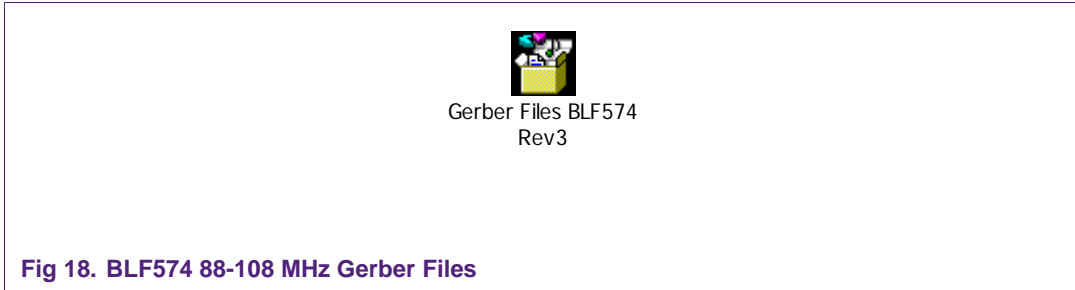 Gerber Files BLF574
Rev3
Fig 18. BLF574 88-108 MHz Gerber Files